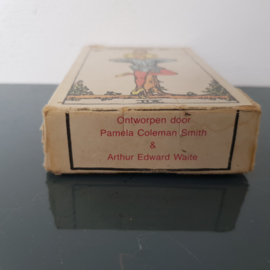 Ontworpen door
Pamela Coleman Smith
&
Arthur Edward Waite